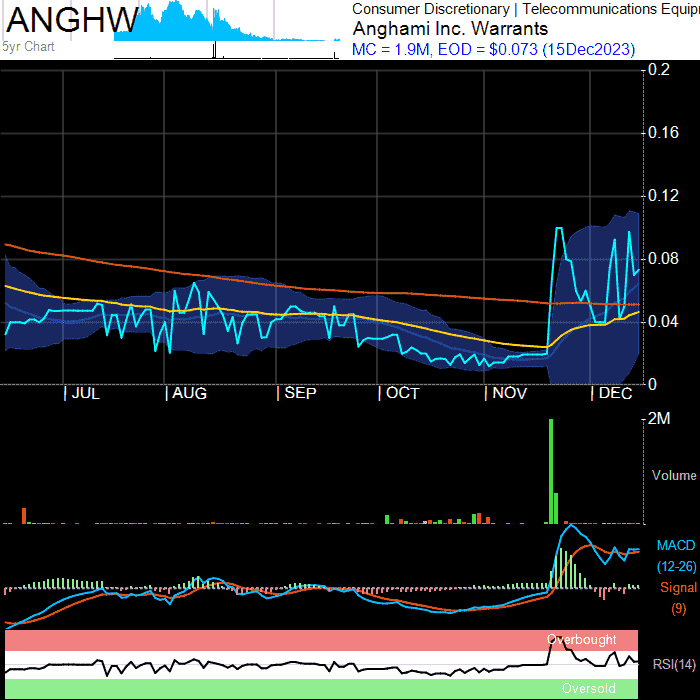 ANGHW
5yr Chart
Consumer Discretionary | Telecommunications Equip
Anghami Inc. Warrants
MC = 1.9M, EOD = $0.073 (15Dec2023)
0.2
0.16
0.12
0.08
0.04
0
| JUL | AUG | SEP | OCT | NOV | DEC
2M
Volume
MACD
(12-26)
Signal
(9)
Overbought
RSI(14)
Oversold